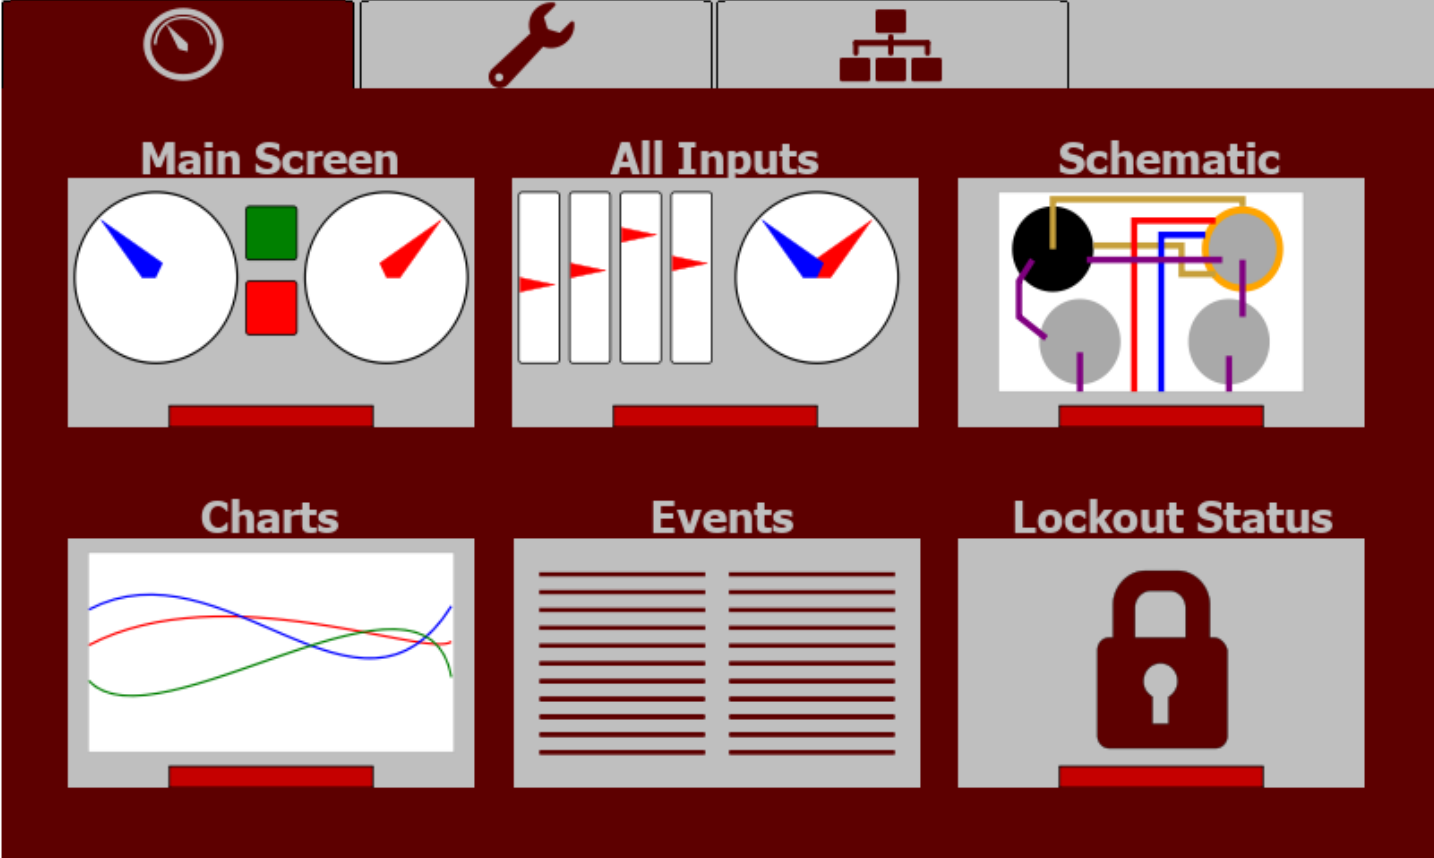 Main Screen
All Inputs
Schematic
Charts
Events
Lockout Status